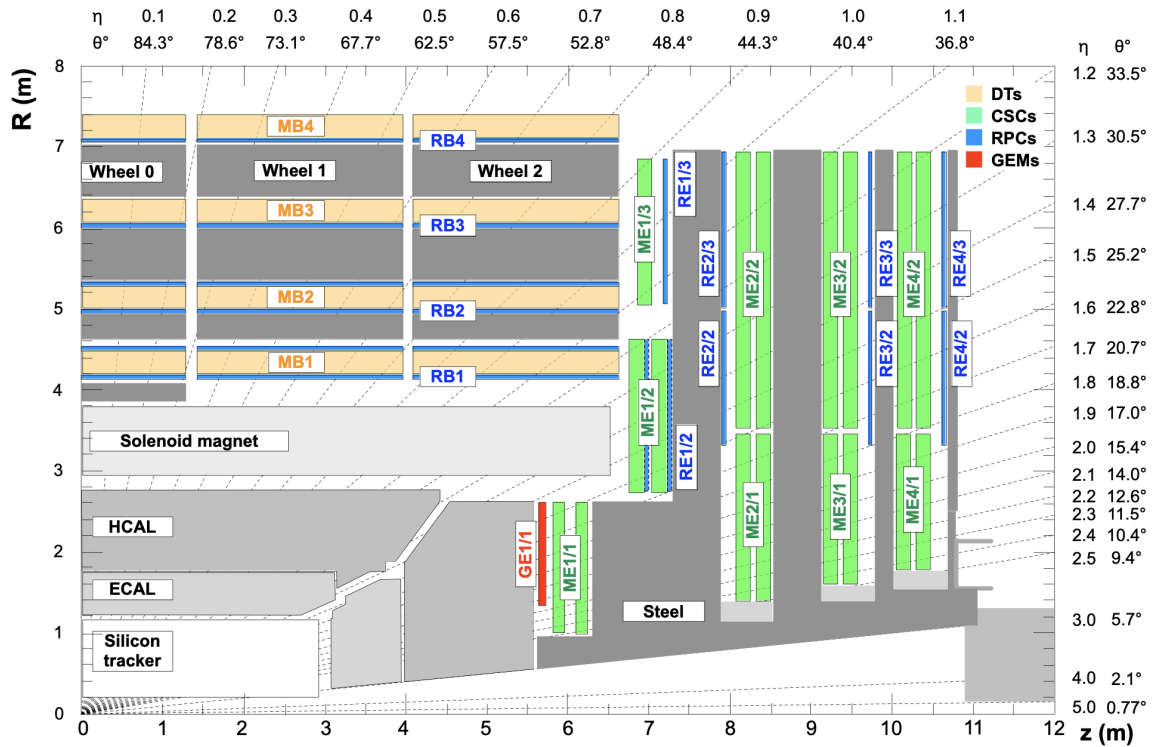 η 0.1 0.2 0.3 0.4 0.5 0.6 0.7 0.8 0.9 1.0 1.1
θ° 84.3° 78.6° 73.1° 67.7° 62.5° 57.5° 52.8° 48.4° 44.3° 40.4° 36.8° η θ°
R (m)
8
7
6
5
4
3
2
1
0
1.2 33.5°
1.3 30.5°
1.4 27.7°
1.5 25.2°
1.6 22.8°
1.7 20.7°
1.8 18.8°
1.9 17.0°
2.0 15.4°
2.1 14.0°
2.2 12.6°
2.3 11.5°
2.4 10.4°
2.5 9.4°
3.0 5.7°
4.0 2.1°
5.0 0.77°
DTs
CSCs
RPCs
GEMs
MB4
RB4
Wheel 0
Wheel 1
Wheel 2
MB3
RB3
MB2
RB2
MB1
RB1
Solenoid magnet
HCAL
ECAL
Silicon
tracker
Steel
GE1/1
ME1/1
ME1/2
RE1/2
ME1/3
RE1/3
RE2/3
RE2/2
ME2/2
ME2/1
ME3/2
ME3/1
RE3/3
RE3/2
ME4/2
ME4/1
RE4/3
RE4/2
0 1 2 3 4 5 6 7 8 9 10 11 12
z (m)